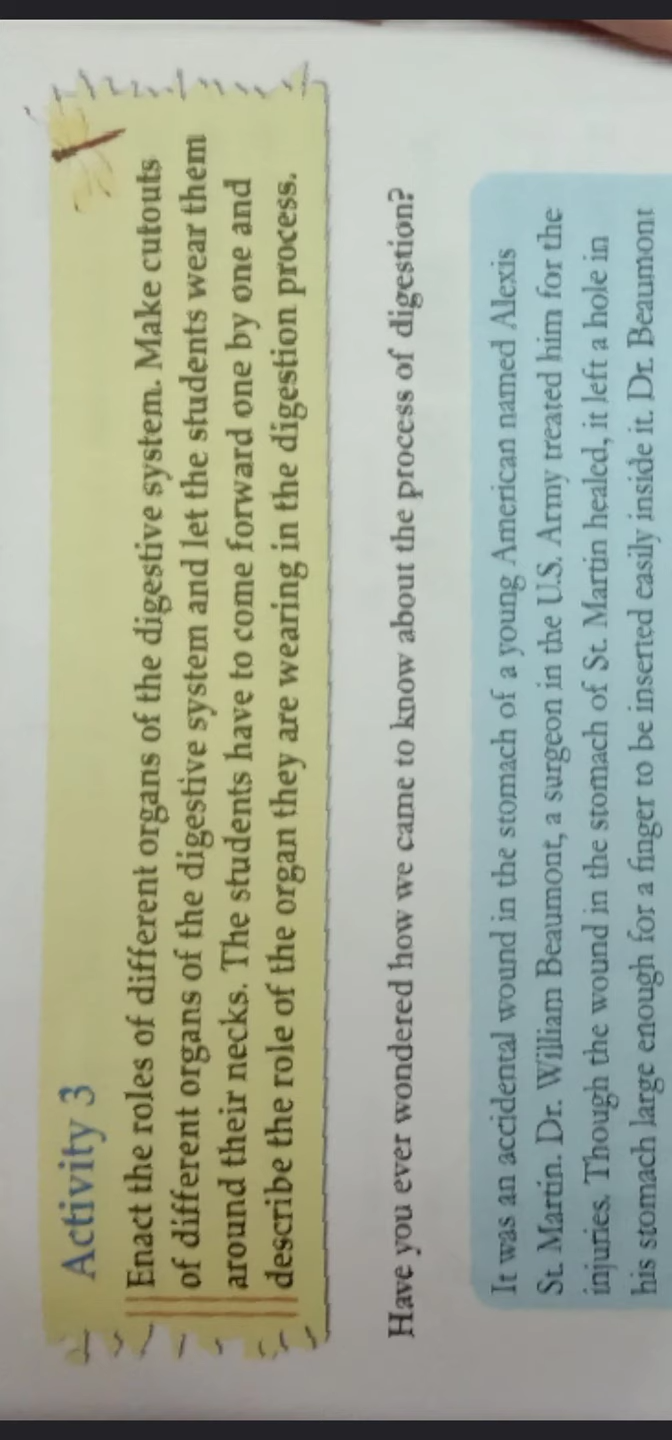 Activity 3
Enact the roles of different organs of the digestive system. Make cutouts
of different organs of the digestive system and let the students wear them
around their necks. The students have to come forward one by one and
describe the role of the organ they are wearing in the digestion process.
Have you ever wondered how we came to know about the process of digestion?
It was an accidental wound in the stomach of a young American named Alexis
St. Martin. Dr. William Beaumont, a surgeon in the U.S. Army treated him for the
injuries. Though the wound in the stomach of St. Martin healed, it left a hole in
his stomach large enough for a finger to be inserted easily inside it. Dr. Beaumont